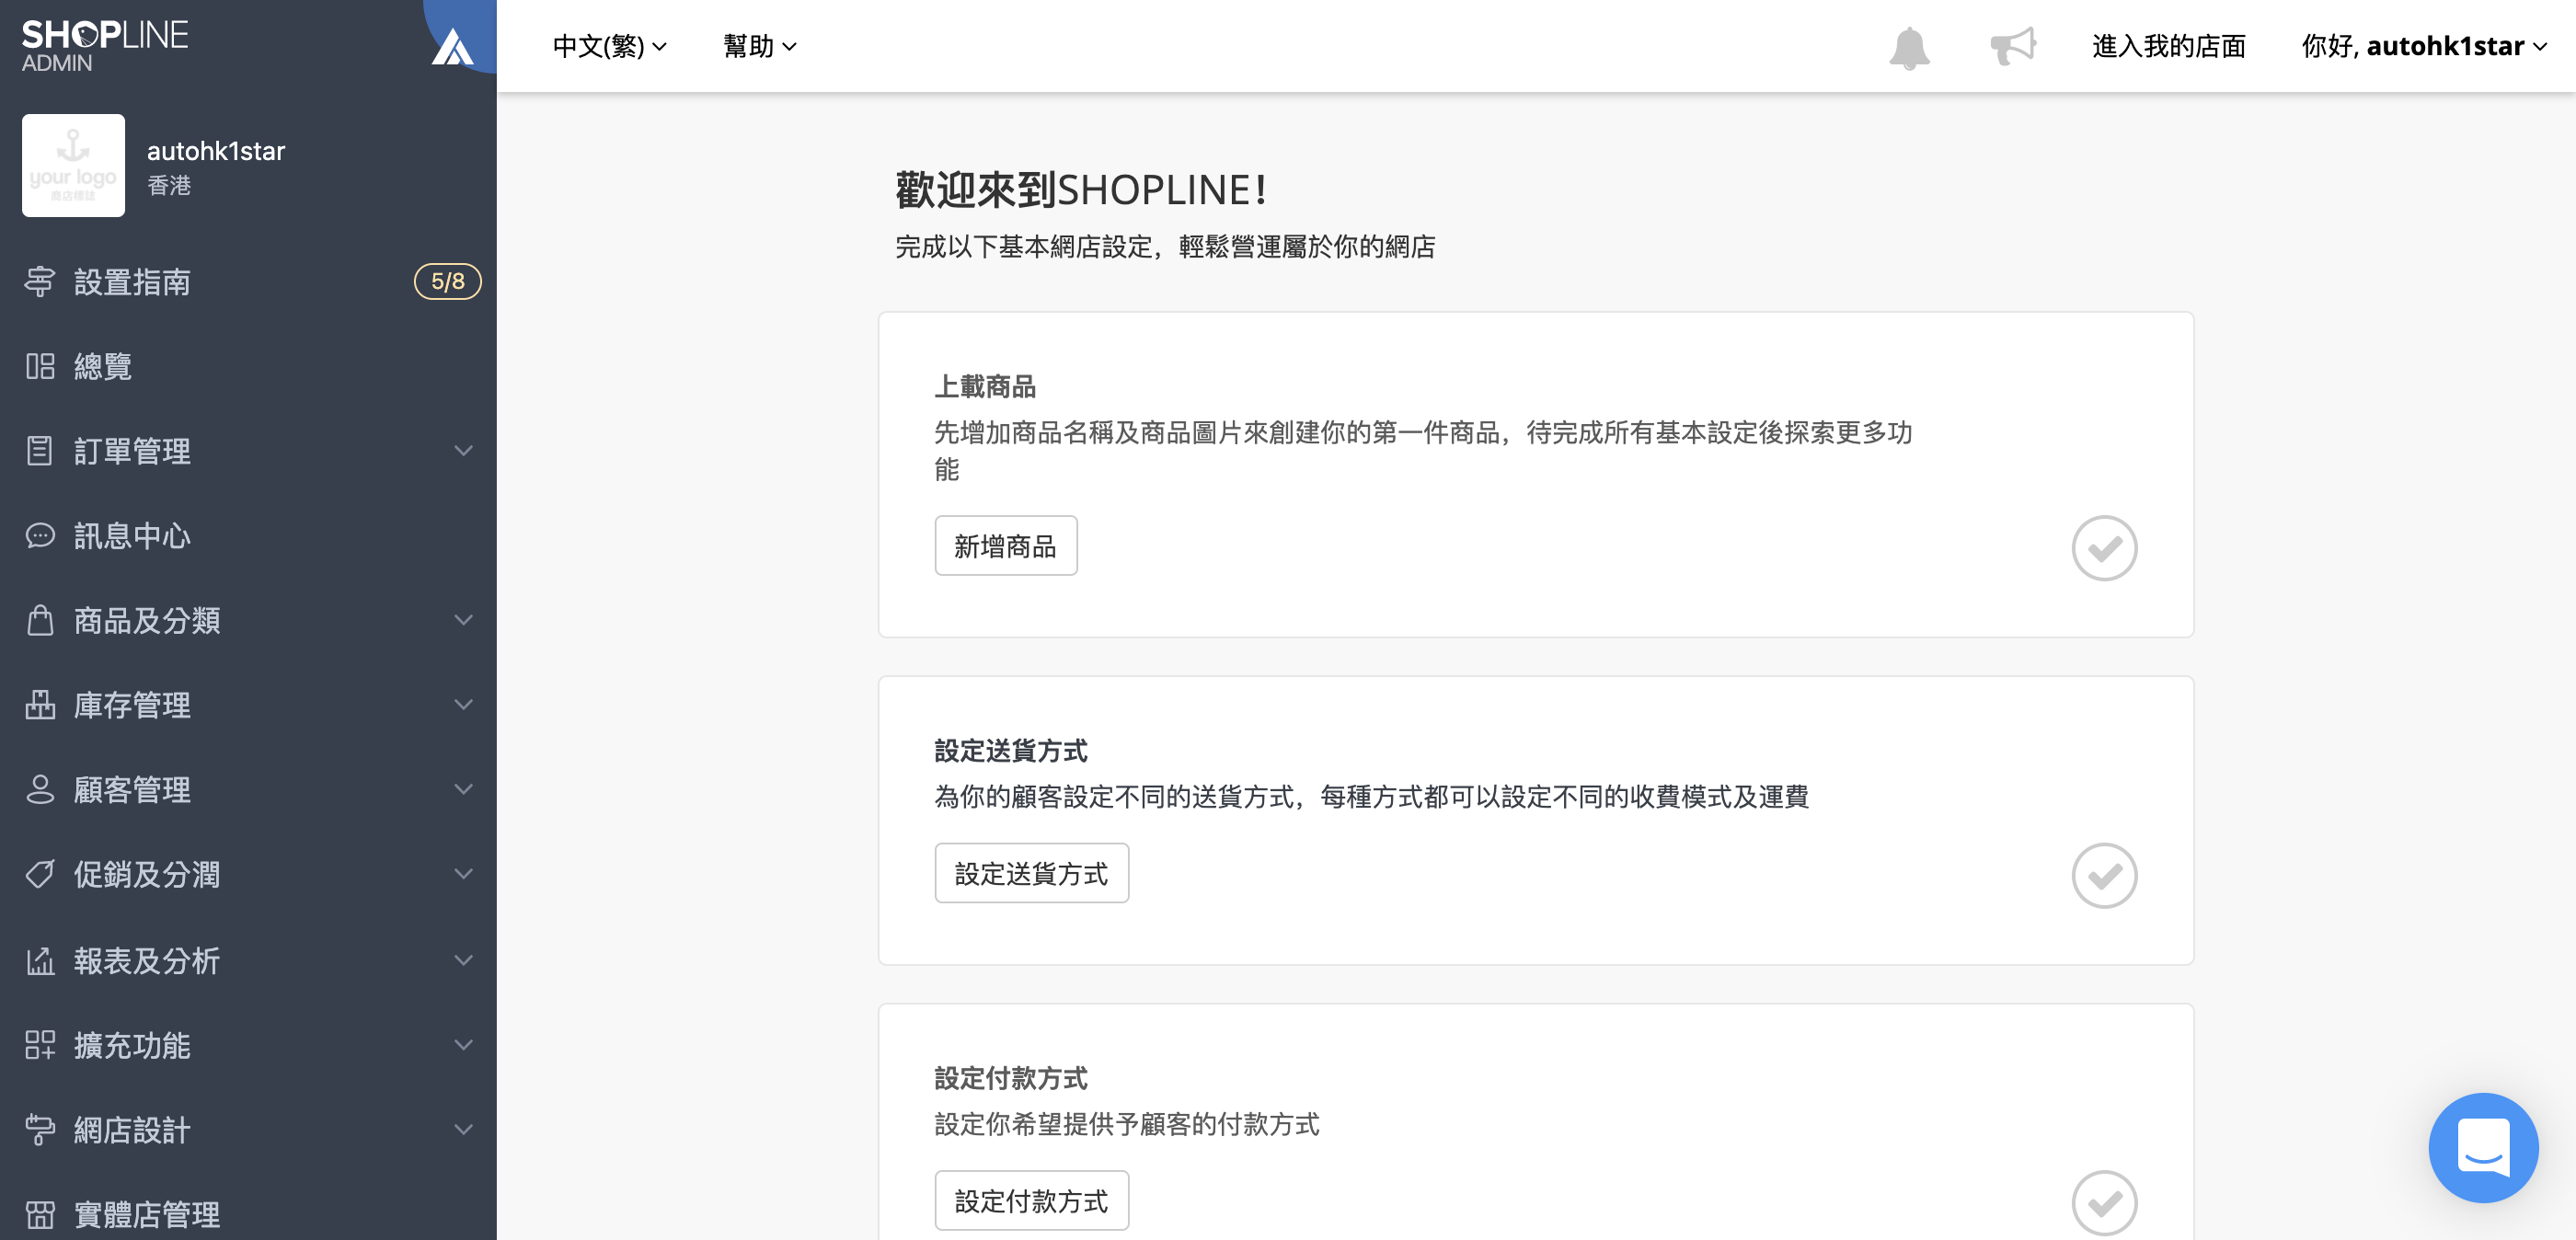 SHOPLINE
ADMIN
中文(繁)
幫助
進入我的店面
你好, autohk1star
your logo
商店標誌
autohk1star
香港
設置指南
5/8
總覽
訂單管理
訊息中心
商品及分類
庫存管理
顧客管理
促銷及分潤
報表及分析
擴充功能
網店設計
實體店管理
歡迎來到SHOPLINE!
完成以下基本網店設定，輕鬆營運屬於你的網店
上載商品
先增加商品名稱及商品圖片來創建你的第一件商品，待完成所有基本設定後探索更多功
能
新增商品
設定送貨方式
為你的顧客設定不同的送貨方式，每種方式都可以設定不同的收費模式及運費
設定送貨方式
設定付款方式
設定你希望提供予顧客的付款方式
設定付款方式